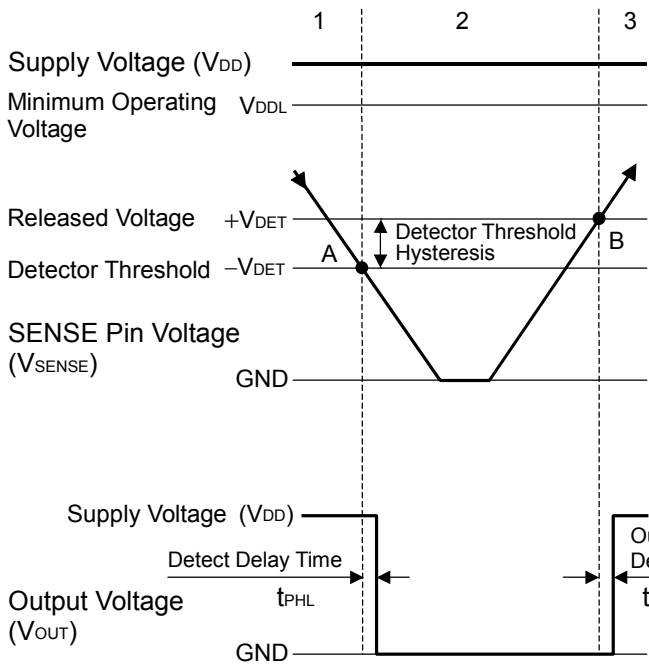 1 2 3
Supply Voltage (VDD)
Minimum Operating VDDL
Voltage
Released Voltage +VDET
Detector Threshold
Hysteresis
A
B
Detector Threshold −VDET
SENSE Pin Voltage
(VSENSE)
GND
Supply Voltage (VDD)
Detect Delay Time
tPHL
Output Voltage
(VOUT)
GND